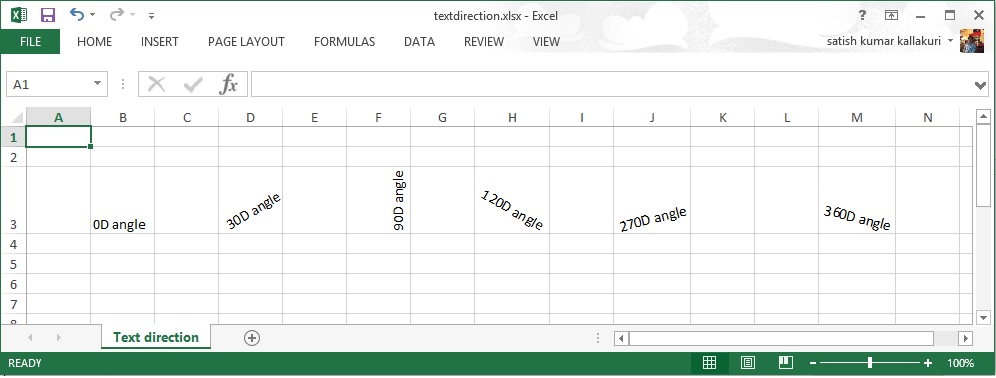 textdirection.xlsx - Excel
FILE HOME INSERT PAGE LAYOUT FORMULAS DATA REVIEW VIEW satish kumar kallakuri
A1 fx
A B C D E F G H I J K L M N
1
2
3 0D angle 30D angle 90D angle 120D angle 270D angle 360D angle
4
5
6
7
8
Text direction
READY 100%